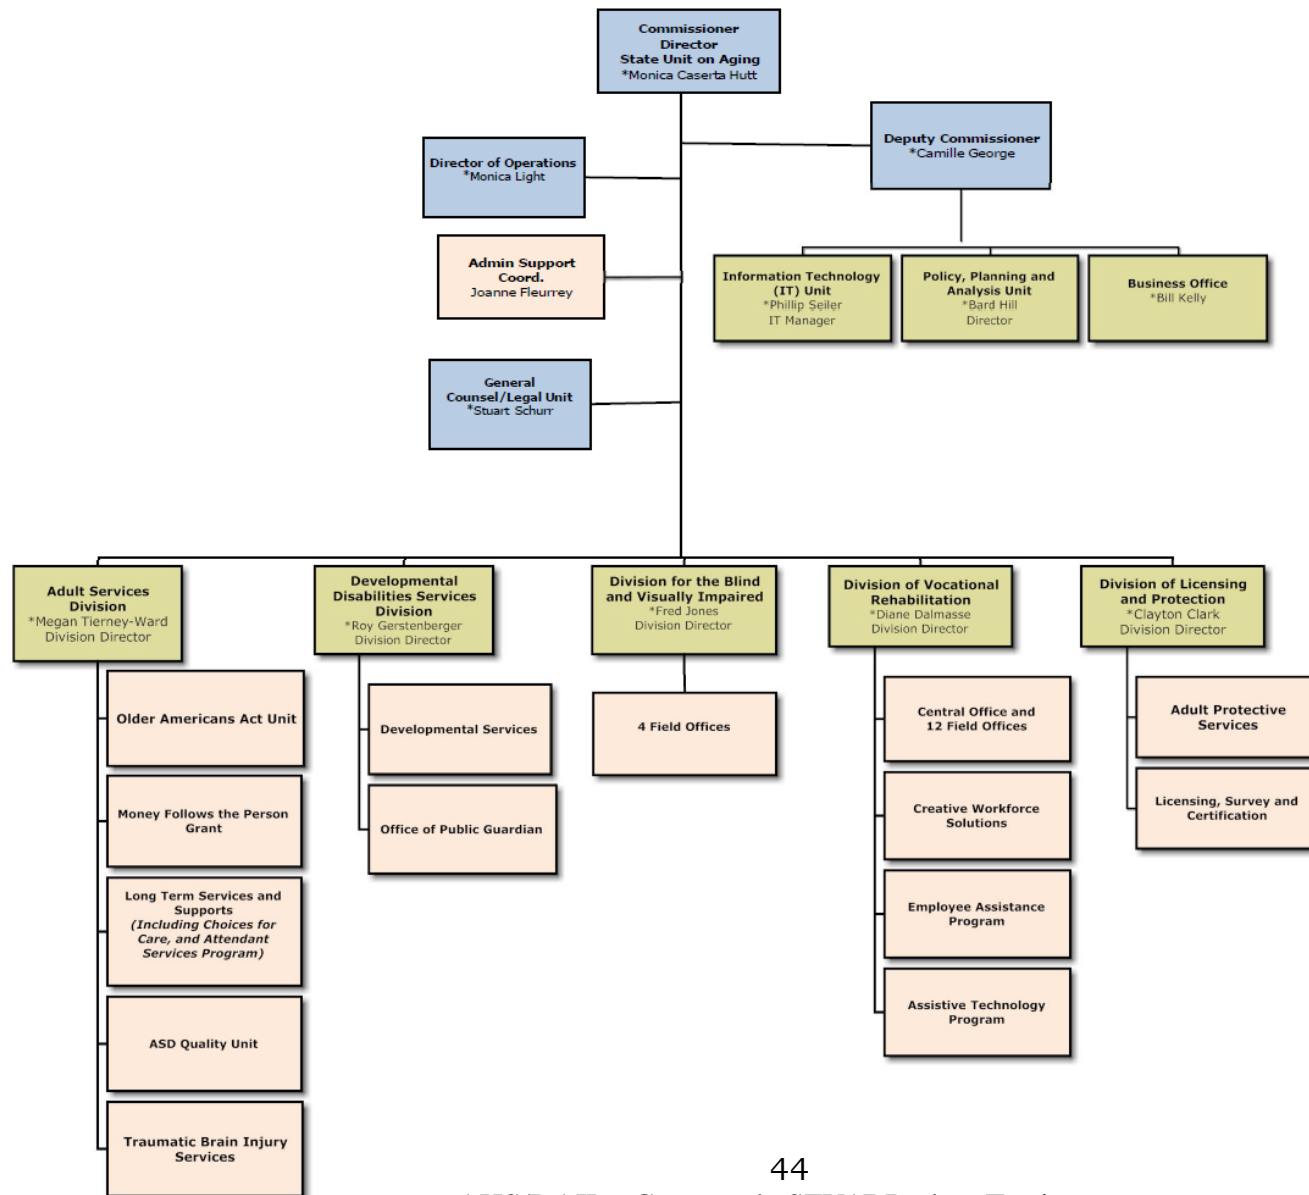 Commissioner
Director
State Unit on Aging
*Monica Caserta Hutt
Deputy Commissioner
*Camille George
Director of Operations
*Monica Light
Admin Support
Coord.
Joanne Fleurrey
Information Technology
(IT) Unit
*Phillip Seiler
IT Manager
Policy, Planning and
Analysis Unit
*Bard Hill
Director
Business Office
*Bill Kelly
General
Counsel/Legal Unit
*Stuart Schurr
Adult Services
Division
*Megan Tierney-Ward
Division Director
Developmental
Disabilities Services
Division
*Roy Gerstenberger
Division Director
Division for the Blind
and Visually Impaired
*Fred Jones
Division Director
Division of Vocational
Rehabilitation
*Diane Dalmasse
Division Director
Division of Licensing
and Protection
*Clayton Clark
Division Director
Older Americans Act Unit
Money Follows the Person
Grant
Long Term Services and
Supports
(Including Choices for
Care, and Attendant
Services Program)
ASD Quality Unit
Traumatic Brain Injury
Services
Developmental Services
Office of Public Guardian
4 Field Offices
Central Office and
12 Field Offices
Creative Workforce
Solutions
Employee Assistance
Program
Assistive Technology
Program
Adult Protective
Services
Licensing, Survey and
Certification
44